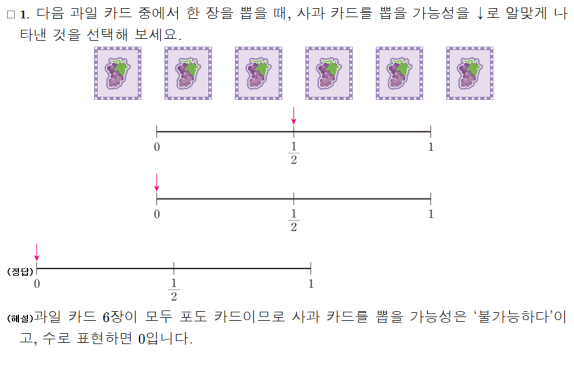 □ 1. 다음 과일 카드 중에서 한 장을 뽑을 때, 사과 카드를 뽑을 가능성을 ↓로 알맞게 나
타낸 것을 선택해 보세요.
0 1/2 1
0 1/2 1
(정답) 0 1/2 1
(해설)과일 카드 6장이 모두 포도 카드이므로 사과 카드를 뽑을 가능성은 ‘불가능하다’이
고, 수로 표현하면 0입니다.